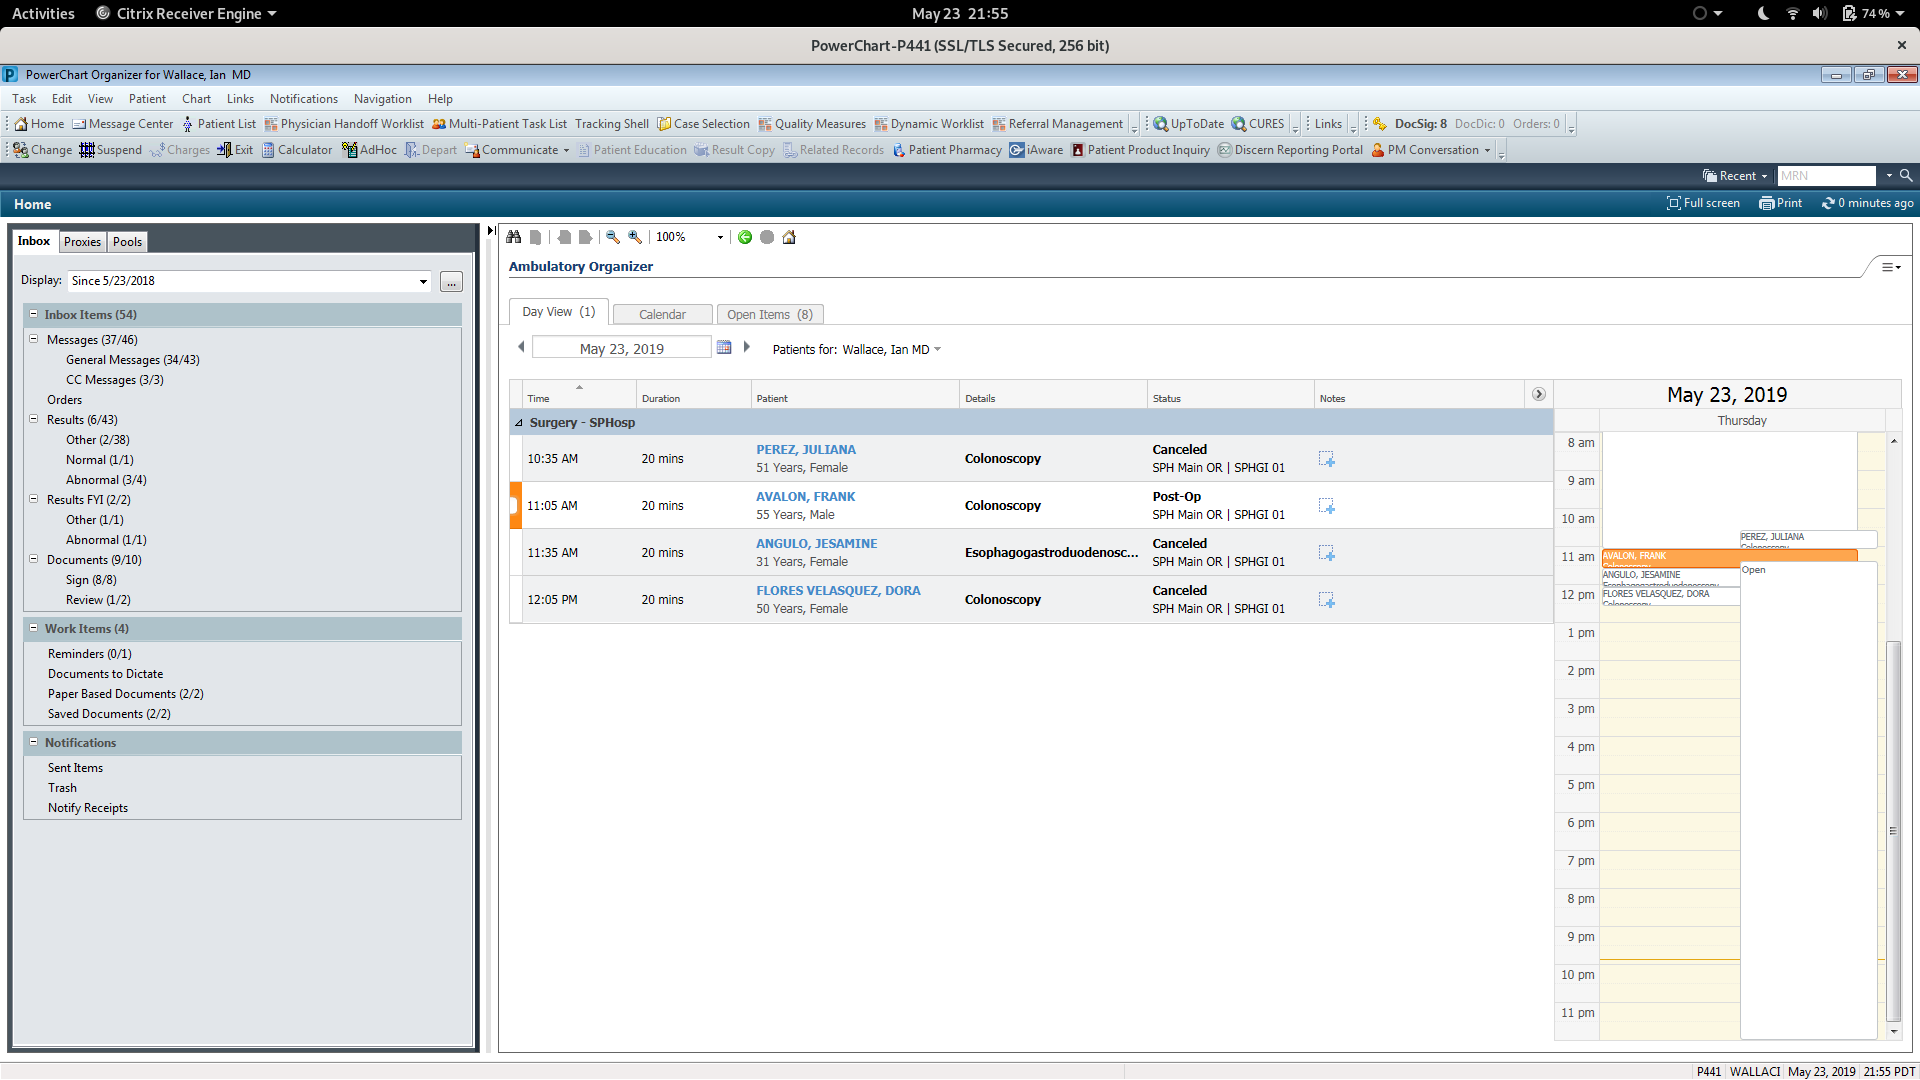 Activities Citrix Receiver Engine May 23 21:55 74 %
PowerChart-P441 (SSL/TLS Secured, 256 bit)
PowerChart Organizer for Wallace, Ian MD
Task Edit View Patient Chart Links Notifications Navigation Help
Home Message Center Patient List Physician Handoff Worklist Multi-Patient Task List Tracking Shell Case Selection Quality Measures Dynamic Worklist Referral Management UpToDate CURES Links DocSig: 8 DocDic: 0 Orders: 0
Change Suspend Charges Exit Calculator AdHoc Depart Communicate Patient Education Result Copy Related Records Patient Pharmacy iAware Patient Product Inquiry Discern Reporting Portal PM Conversation
Recent MRN
Home Full screen Print 0 minutes ago
Inbox Proxies Pools
Display: Since 5/23/2018 ...
Inbox Items (54)
Messages (37/46)
General Messages (34/43)
CC Messages (3/3)
Orders
Results (6/43)
Other (2/38)
Normal (1/1)
Abnormal (3/4)
Results FYI (2/2)
Other (1/1)
Abnormal (1/1)
Documents (9/10)
Sign (8/8)
Review (1/2)
Work Items (4)
Reminders (0/1)
Documents to Dictate
Paper Based Documents (2/2)
Saved Documents (2/2)
Notifications
Sent Items
Trash
Notify Receipts
100%
Ambulatory Organizer
Day View (1) Calendar Open Items (8)
May 23, 2019 Patients for: Wallace, Ian MD
Time Duration Patient Details Status Notes
Surgery - SPHosp
10:35 AM 20 mins PEREZ, JULIANA Colonoscopy Canceled
51 Years, Female SPH Main OR | SPHGI 01
11:05 AM 20 mins AVALON, FRANK Colonoscopy Post-Op
55 Years, Male SPH Main OR | SPHGI 01
11:35 AM 20 mins ANGULO, JESAMINE Esophagogastroduodenosc... Canceled
31 Years, Female SPH Main OR | SPHGI 01
12:05 PM 20 mins FLORES VELASQUEZ, DORA Colonoscopy Canceled
50 Years, Female SPH Main OR | SPHGI 01
May 23, 2019
Thursday
8 am
9 am
10 am
PEREZ, JULIANA
Colonoscopy
11 am AVALON, FRANK
Colonoscopy
Open
ANGULO, JESAMINE
Esophagogastroduodenoscopy
12 pm FLORES VELASQUEZ, DORA
Colonoscopy
1 pm
2 pm
3 pm
4 pm
5 pm
6 pm
7 pm
8 pm
9 pm
10 pm
11 pm
P441 WALLACI May 23, 2019 21:55 PDT